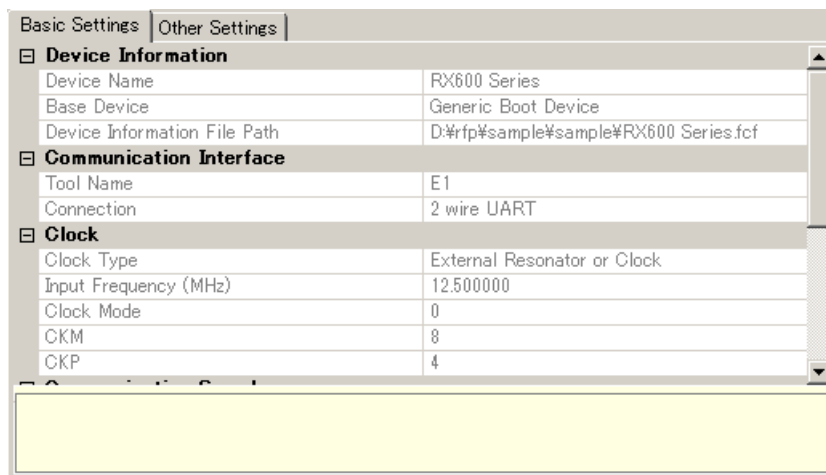 Basic Settings Other Settings
Device Information
Device Name RX600 Series
Base Device Generic Boot Device
Device Information File Path D:¥rfp¥sample¥sample¥RX600 Series.fcf
Communication Interface
Tool Name E1
Connection 2 wire UART
Clock
Clock Type External Resonator or Clock
Input Frequency (MHz) 12.500000
Clock Mode 0
CKM 8
CKP 4